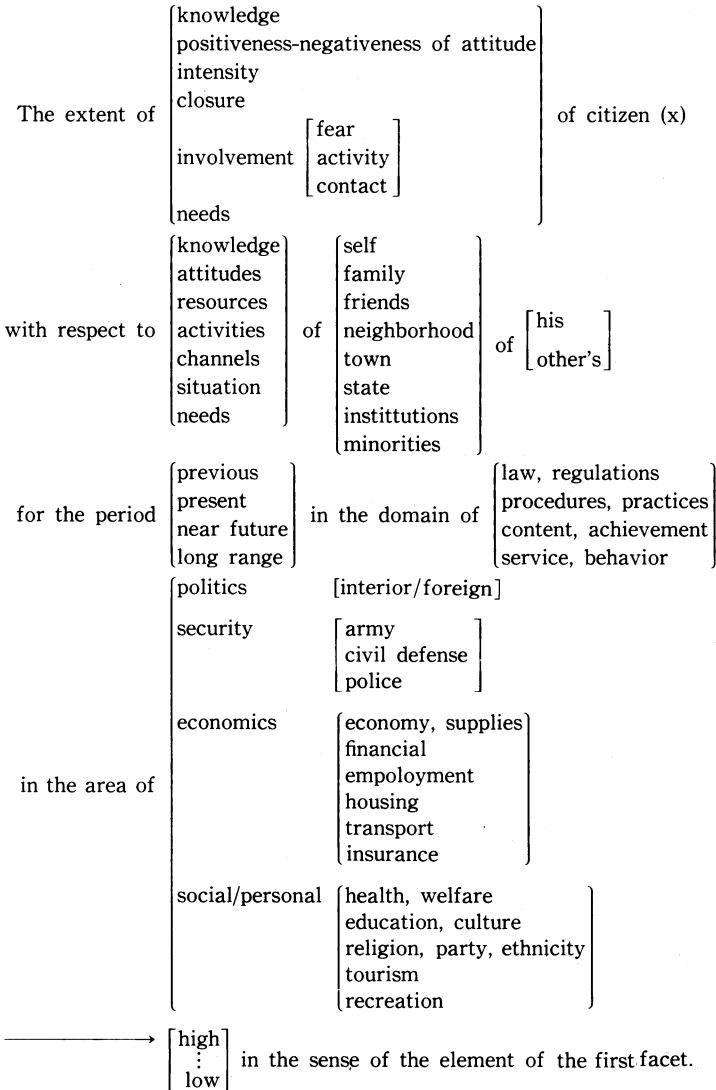 knowledge
positiveness-negativeness of attitude
intensity
closure
The extent of of citizen (x)
fear
involvement activity
contact
needs
knowledge self
attitudes family
resources friends
with respect to activities of neighborhood of his
channels town other's
situation state
needs instittutions
minorities
previous law, regulations
for the period present in the domain of procedures, practices
near future content, achievement
long range service, behavior
politics [interior/foreign]
security army
civil defense
police
economics economy, supplies
financial
empoloyment
in the area of housing
transport
insurance
social/personal health, welfare
education, culture
religion, party, ethnicity
tourism
recreation
high
⋮ in the sense of the element of the first facet.
low